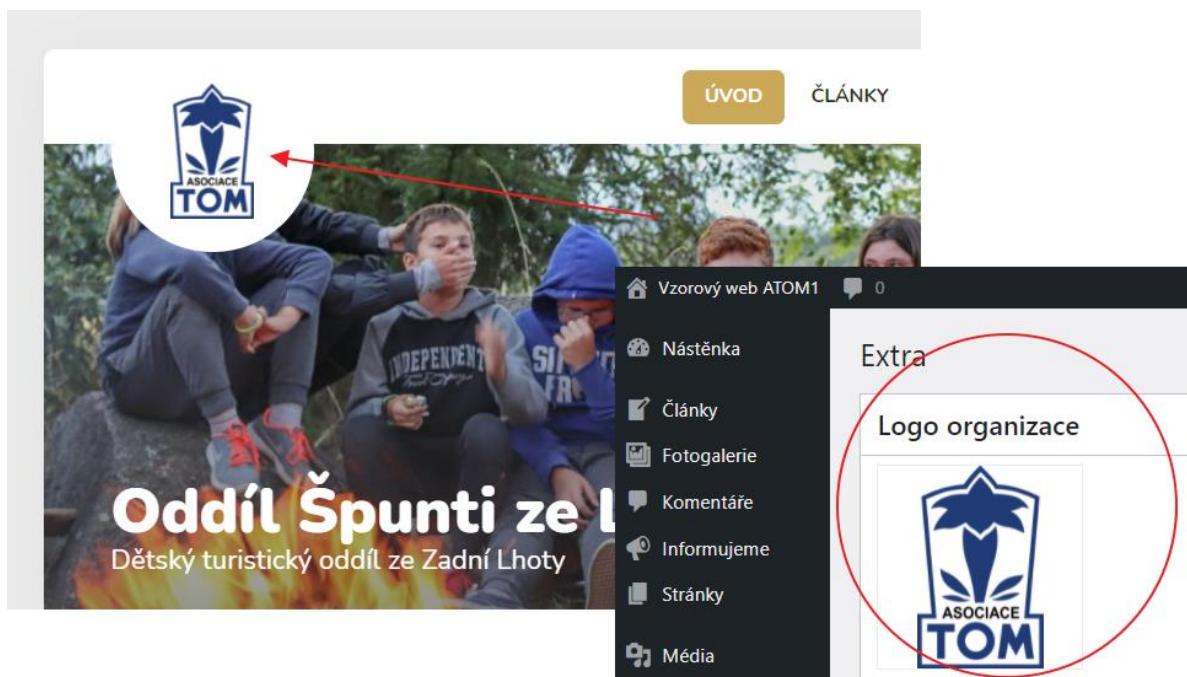 ÚVOD ČLÁNKY
ASOCIACE
TOM
INDEPENDENT
Oddíl Špunti ze
Dětský turistický oddíl ze Zadní Lhoty
Vzorový web ATOM1 0
Nástěnka
Články
Fotogalerie
Komentáře
Informujeme
Stránky
Média
Extra
Logo organizace
ASOCIACE
TOM